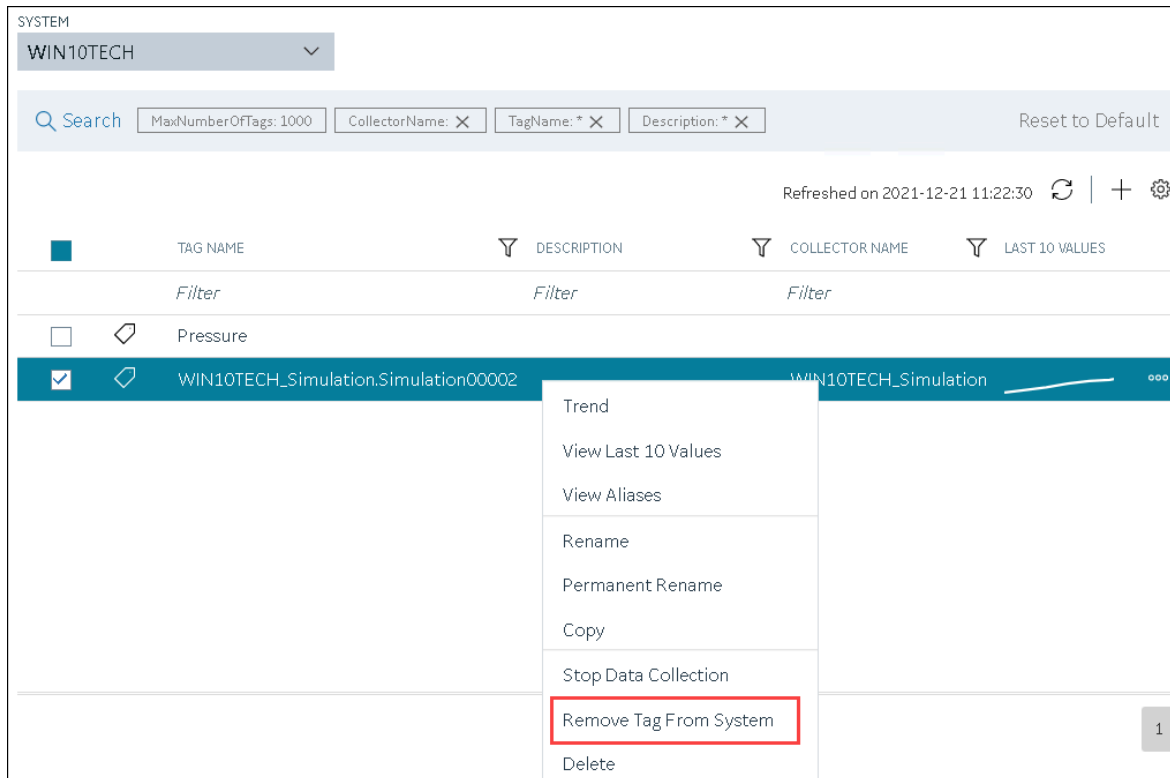 SYSTEM
WIN10TECH
Search MaxNumberOfTags: 1000 CollectorName: TagName: * Description: * Reset to Default
Refreshed on 2021-12-21 11:22:30
TAG NAME DESCRIPTION COLLECTOR NAME LAST 10 VALUES
Filter Filter Filter
Pressure
WIN10TECH_Simulation.Simulation00002 WIN10TECH_Simulation
Trend
View Last 10 Values
View Aliases
Rename
Permanent Rename
Copy
Stop Data Collection
Remove Tag From System
1
Delete